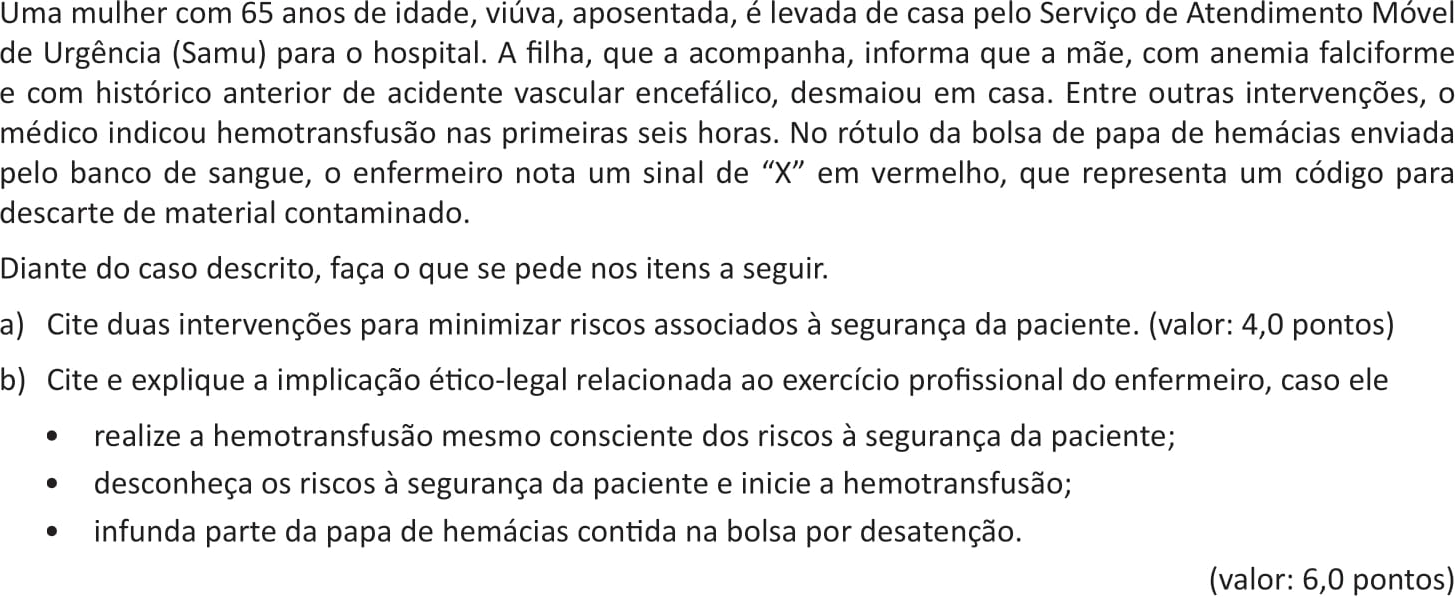 Uma mulher com 65 anos de idade, viúva, aposentada, é levada de casa pelo Serviço de Atendimento Móvel
de Urgência (Samu) para o hospital. A filha, que a acompanha, informa que a mãe, com anemia falciforme
e com histórico anterior de acidente vascular encefálico, desmaiou em casa. Entre outras intervenções, o
médico indicou hemotransfusão nas primeiras seis horas. No rótulo da bolsa de papa de hemácias enviada
pelo banco de sangue, o enfermeiro nota um sinal de “X” em vermelho, que representa um código para
descarte de material contaminado.
Diante do caso descrito, faça o que se pede nos itens a seguir.
a) Cite duas intervenções para minimizar riscos associados à segurança da paciente. (valor: 4,0 pontos)
b) Cite e explique a implicação ético-legal relacionada ao exercício profissional do enfermeiro, caso ele
• realize a hemotransfusão mesmo consciente dos riscos à segurança da paciente;
• desconheça os riscos à segurança da paciente e inicie a hemotransfusão;
• infunda parte da papa de hemácias contida na bolsa por desatenção.
(valor: 6,0 pontos)